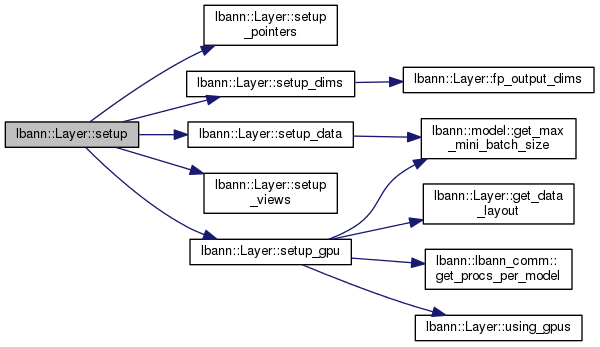 lbann::Layer::setup
_pointers
lbann::Layer::setup_dims
lbann::Layer::fp_output_dims
lbann::Layer::setup
lbann::Layer::setup_data
lbann::model::get_max
_mini_batch_size
lbann::Layer::setup
_views
lbann::Layer::get_data
_layout
lbann::Layer::setup_gpu
lbann::lbann_comm::
get_procs_per_model
lbann::Layer::using_gpus